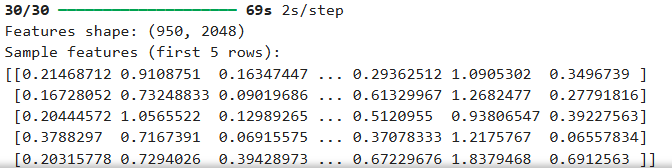 30/30 ━━━━━━━━━━━━━━━━━━━━ 69s 2s/step
Features shape: (950, 2048)
Sample features (first 5 rows):
[[0.21468712 0.9108751  0.16347447 ... 0.29362512 1.0905302  0.3496739 ]
 [0.16728052 0.73248833 0.09019686 ... 0.61329967 1.2682477  0.27791816]
 [0.20444572 1.0565522  0.12989265 ... 0.5120955  0.93806547 0.39227563]
 [0.3788297  0.7167391  0.06915575 ... 0.37078333 1.2175767  0.06557834]
 [0.20315778 0.7294026  0.39428973 ... 0.67229676 1.8379468  0.6912563 ]]